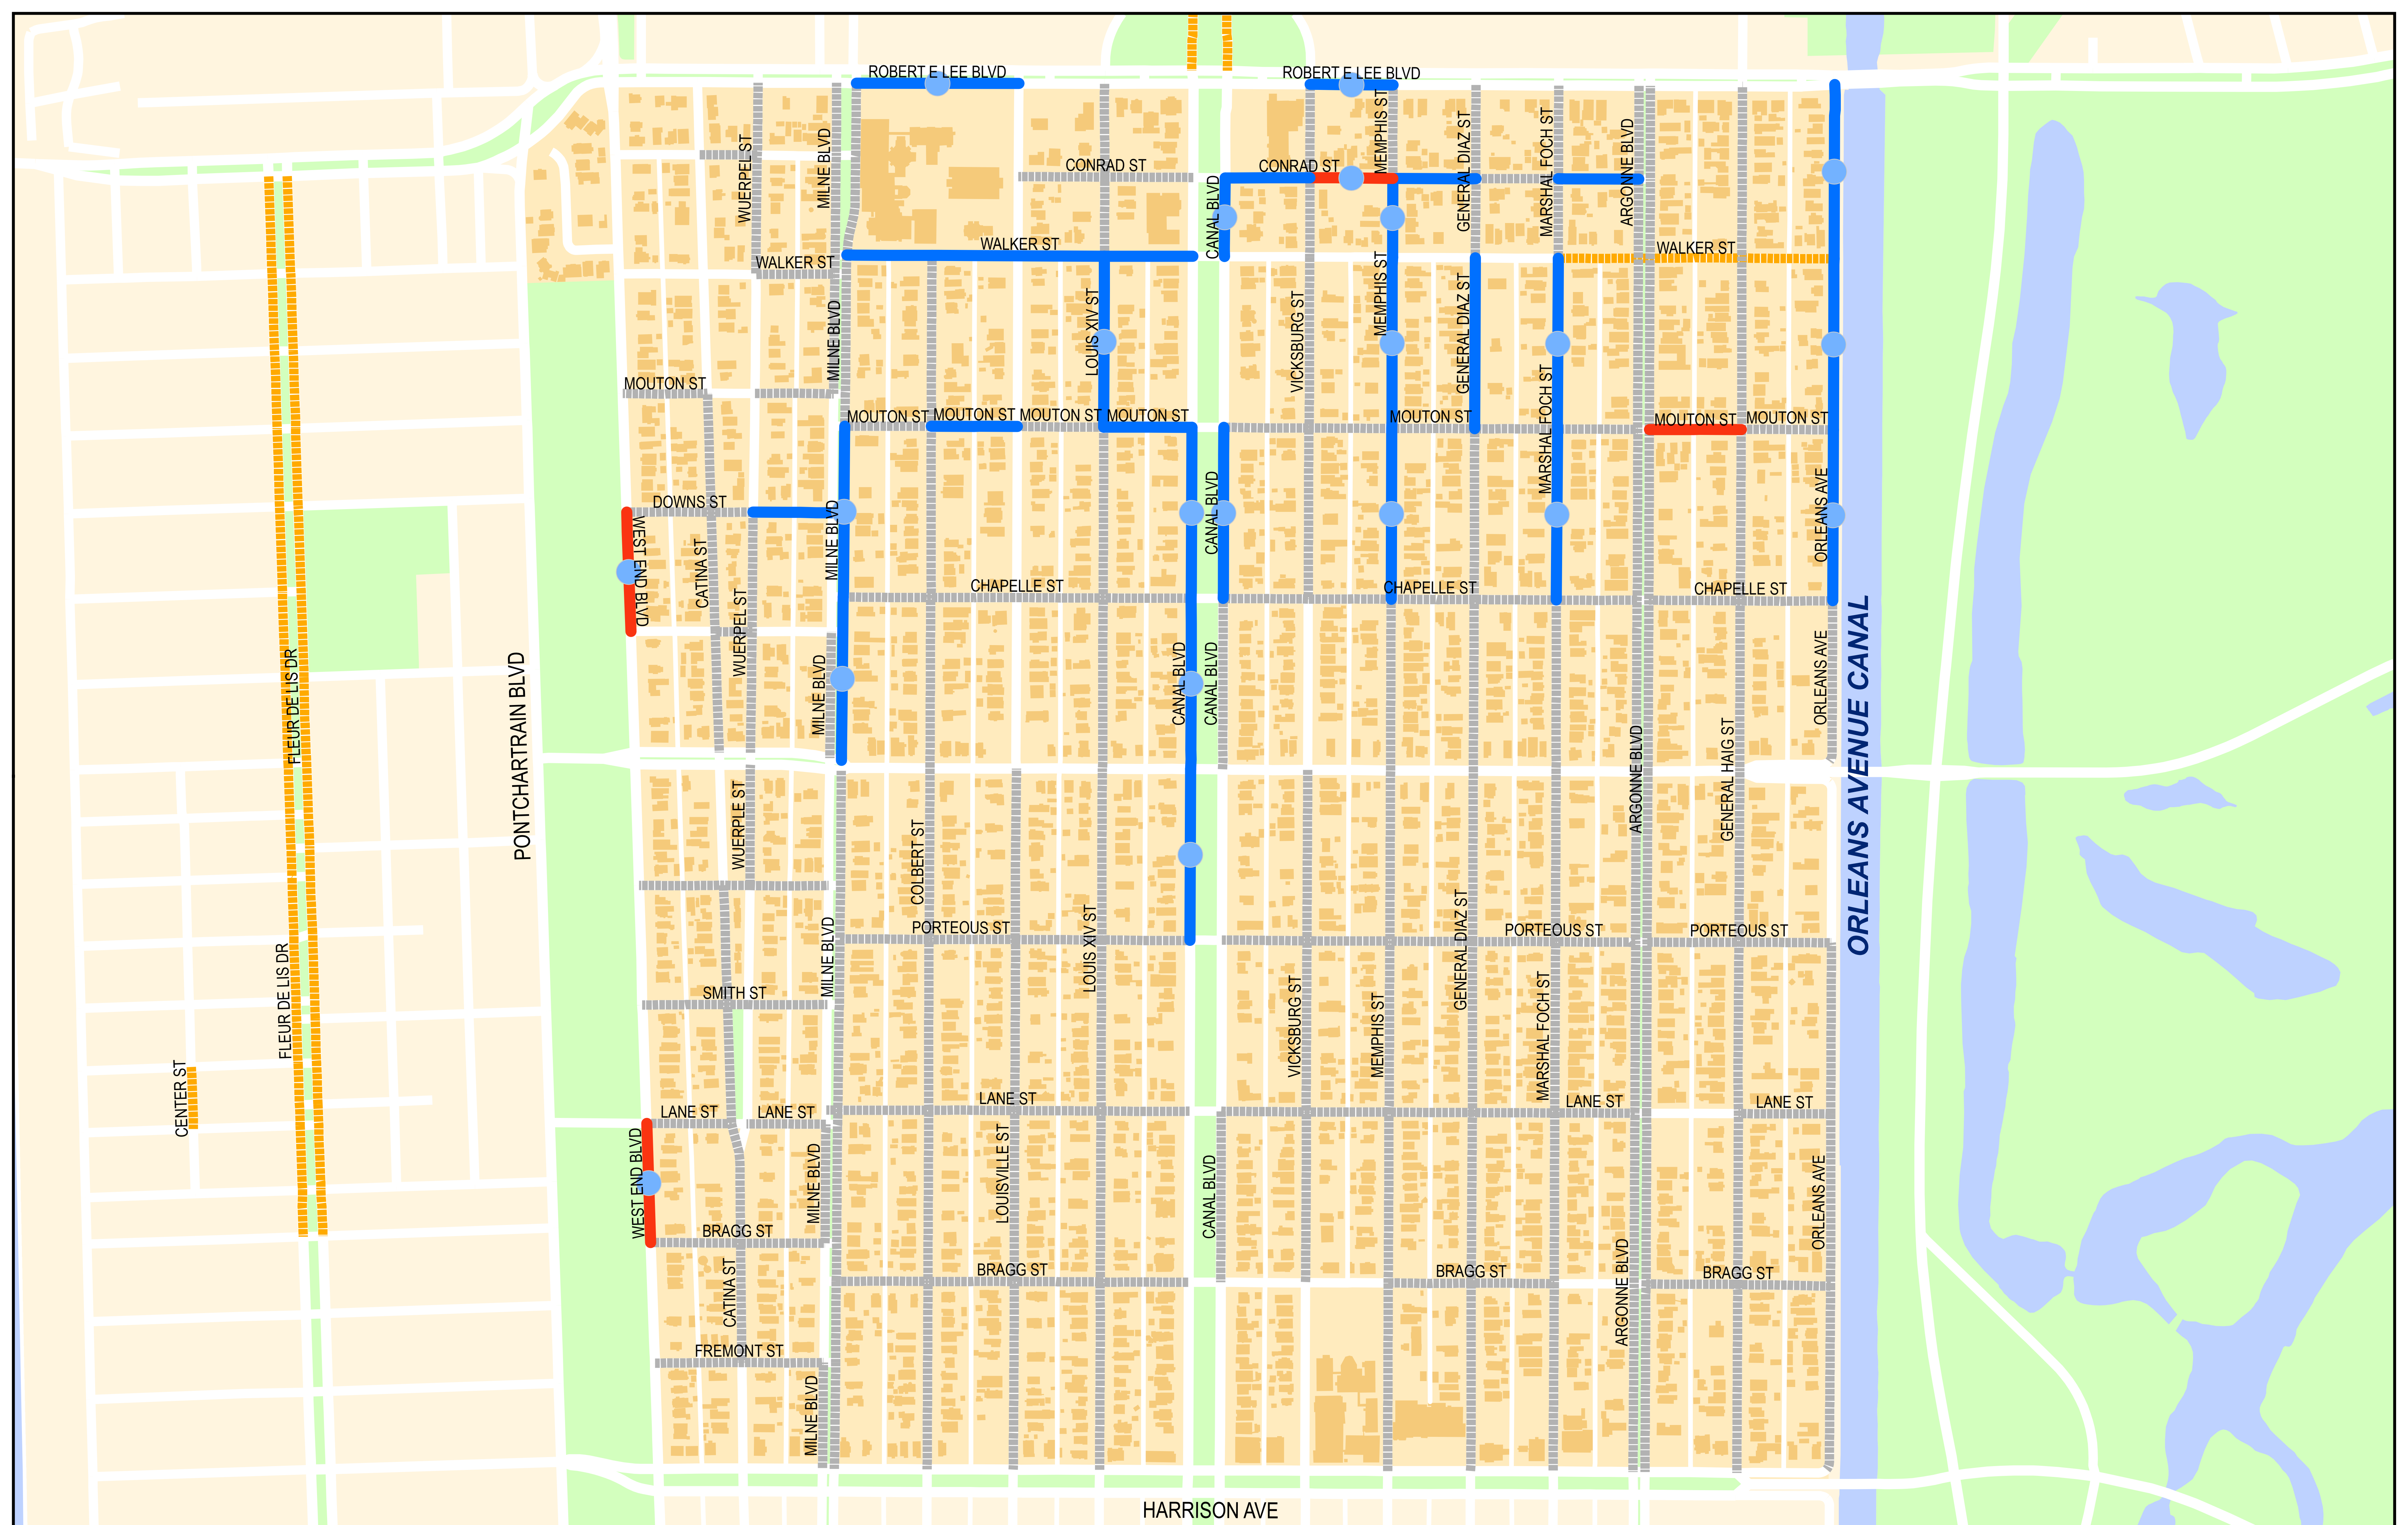 ROBERT E LEE BLVD
ROBERT E LEE BLVD
WUERPEL ST
MILNE BLVD
CONRAD ST
CONRAD ST
MEMPHIS ST
GENERAL DIAZ ST
MARSHAL FOCH ST
ARGONNE BLVD
CANAL BLVD
WALKER ST
WALKER ST
WALKER ST
MILNE BLVD
LOUIS XIV ST
VICKSBURG ST
MEMPHIS ST
GENERAL DIAZ ST
MOUTON ST
MOUTON ST
MOUTON ST
MOUTON ST
MOUTON ST
MOUTON ST
MOUTON ST
MOUTON ST
MARSHAL FOCH ST
DOWNS ST
WEST END BLVD
CATINA ST
MILNE BLVD
CANAL BLVD
ORLEANS AVE
CHAPELLE ST
CHAPELLE ST
CHAPELLE ST
WUERPEL ST
MILNE BLVD
CANAL BLVD
CANAL BLVD
ORLEANS AVE
ORLEANS AVENUE CANAL
FLEUR DE LIS DR
PONTCHARTRAIN BLVD
WUERPLE ST
COLBERT ST
ARGONNE BLVD
GENERAL HAIG ST
PORTEOUS ST
PORTEOUS ST
PORTEOUS ST
MILNE BLVD
LOUIS XIV ST
GENERAL DIAZ ST
FLEUR DE LIS DR
SMITH ST
VICKSBURG ST
MEMPHIS ST
MARSHAL FOCH ST
CENTER ST
LANE ST
LANE ST
LANE ST
LANE ST
LANE ST
WEST END BLVD
MILNE BLVD
LOUISVILLE ST
CANAL BLVD
ORLEANS AVE
BRAGG ST
BRAGG ST
BRAGG ST
BRAGG ST
CATINA ST
ARGONNE BLVD
FREMONT ST
MILNE BLVD
HARRISON AVE